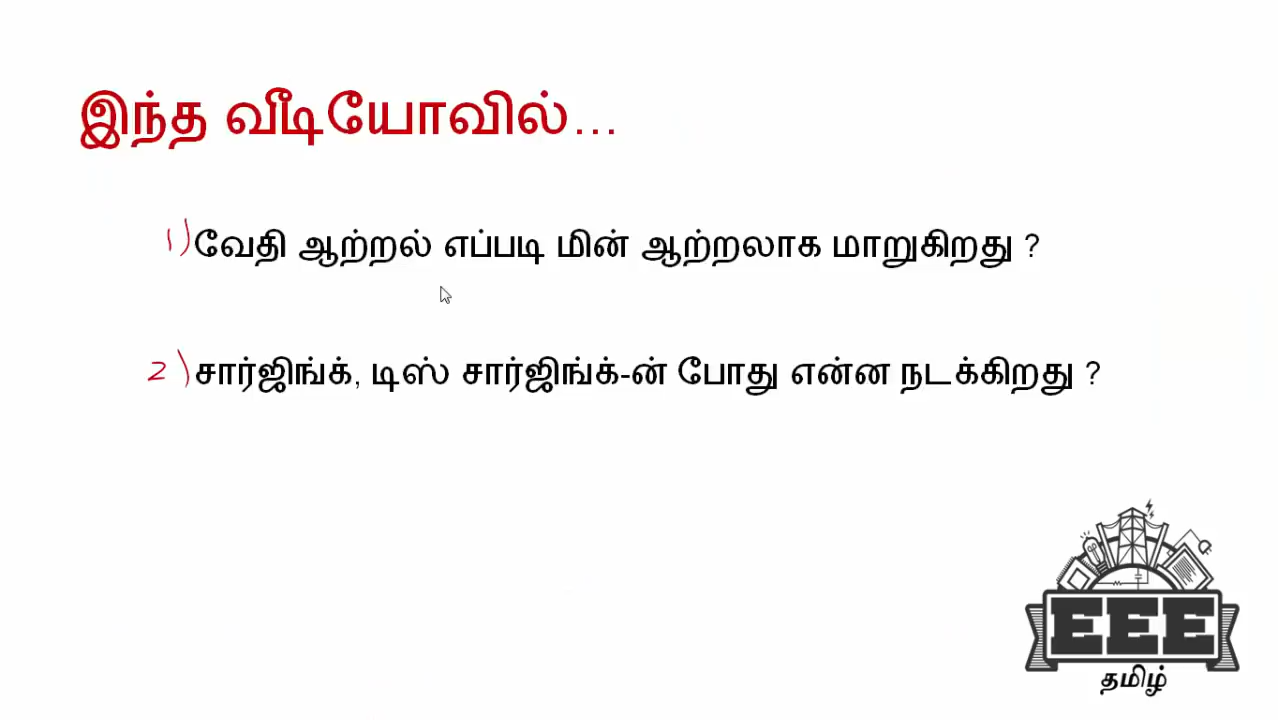 இந்த வீடியோவில்...
1) வேதி ஆற்றல் எப்படி மின் ஆற்றலாக மாறுகிறது ?
2) சார்ஜிங்க், டிஸ் சார்ஜிங்க்-ன் போது என்ன நடக்கிறது ?
EEE
தமிழ்